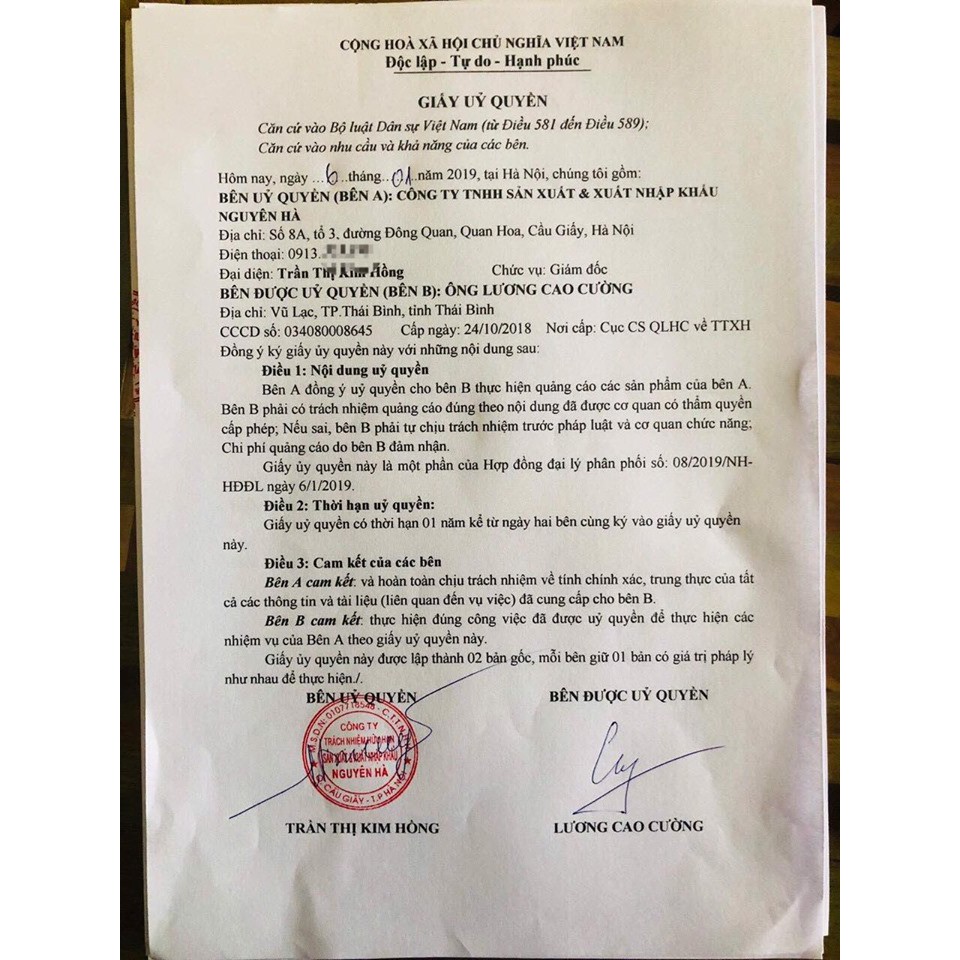 CỘNG HOÀ XÃ HỘI CHỦ NGHĨA VIỆT NAM
Độc lập - Tự do - Hạnh phúc
GIẤY UỶ QUYỀN
Căn cứ vào Bộ luật Dân sự Việt Nam (từ Điều 581 đến Điều 589);
Căn cứ vào nhu cầu và khả năng của các bên.
Hôm nay, ngày ...6...tháng...01..năm 2019, tại Hà Nội, chúng tôi gồm:
BÊN UỶ QUYỀN (BÊN A): CÔNG TY TNHH SẢN XUẤT & XUẤT NHẬP KHẨU
NGUYÊN HÀ
Địa chỉ: Số 8A, tổ 3, đường Đông Quan, Quan Hoa, Cầu Giấy, Hà Nội
Điện thoại: 0913.
Đại diện: Trần Thị Kim Hồng Chức vụ: Giám đốc
BÊN ĐƯỢC UỶ QUYỀN (BÊN B): ÔNG LƯƠNG CAO CƯỜNG
Địa chỉ: Vũ Lạc, TP.Thái Bình, tỉnh Thái Bình
CCCD số: 034080008645 Cấp ngày: 24/10/2018 Nơi cấp: Cục CS QLHC về TTXH
Đồng ý ký giấy ủy quyền này với những nội dung sau:
Điều 1: Nội dung uỷ quyền
Bên A đồng ý uỷ quyền cho bên B thực hiện quảng cáo các sản phẩm của bên A.
Bên B phải có trách nhiệm quảng cáo đúng theo nội dung đã được cơ quan có thẩm quyền
cấp phép; Nếu sai, bên B phải tự chịu trách nhiệm trước pháp luật và cơ quan chức năng;
Chi phí quảng cáo do bên B đảm nhận.
Giấy ủy quyền này là một phần của Hợp đồng đại lý phân phối số: 08/2019/NH-
HĐĐL ngày 6/1/2019.
Điều 2: Thời hạn uỷ quyền:
Giấy uỷ quyền có thời hạn 01 năm kể từ ngày hai bên cùng ký vào giấy uỷ quyền
này.
Điều 3: Cam kết của các bên
Bên A cam kết: và hoàn toàn chịu trách nhiệm về tính chính xác, trung thực của tất
cả các thông tin và tài liệu (liên quan đến vụ việc) đã cung cấp cho bên B.
Bên B cam kết: thực hiện đúng công việc đã được uỷ quyền để thực hiện các
nhiệm vụ của Bên A theo giấy uỷ quyền này.
Giấy ủy quyền này được lập thành 02 bản gốc, mỗi bên giữ 01 bản có giá trị pháp lý
như nhau để thực hiện./.
BÊN UỶ QUYỀN BÊN ĐƯỢC UỶ QUYỀN
M.S.D.N: 0107718548 - C.T.T.N.H.H
CÔNG TY
TRÁCH NHIỆM HỮU HẠN
SẢN XUẤT & XUẤT NHẬP KHẨU
NGUYÊN HÀ
Q. CẦU GIẤY - T.P HÀ NỘI
TRẦN THỊ KIM HỒNG LƯƠNG CAO CƯỜNG